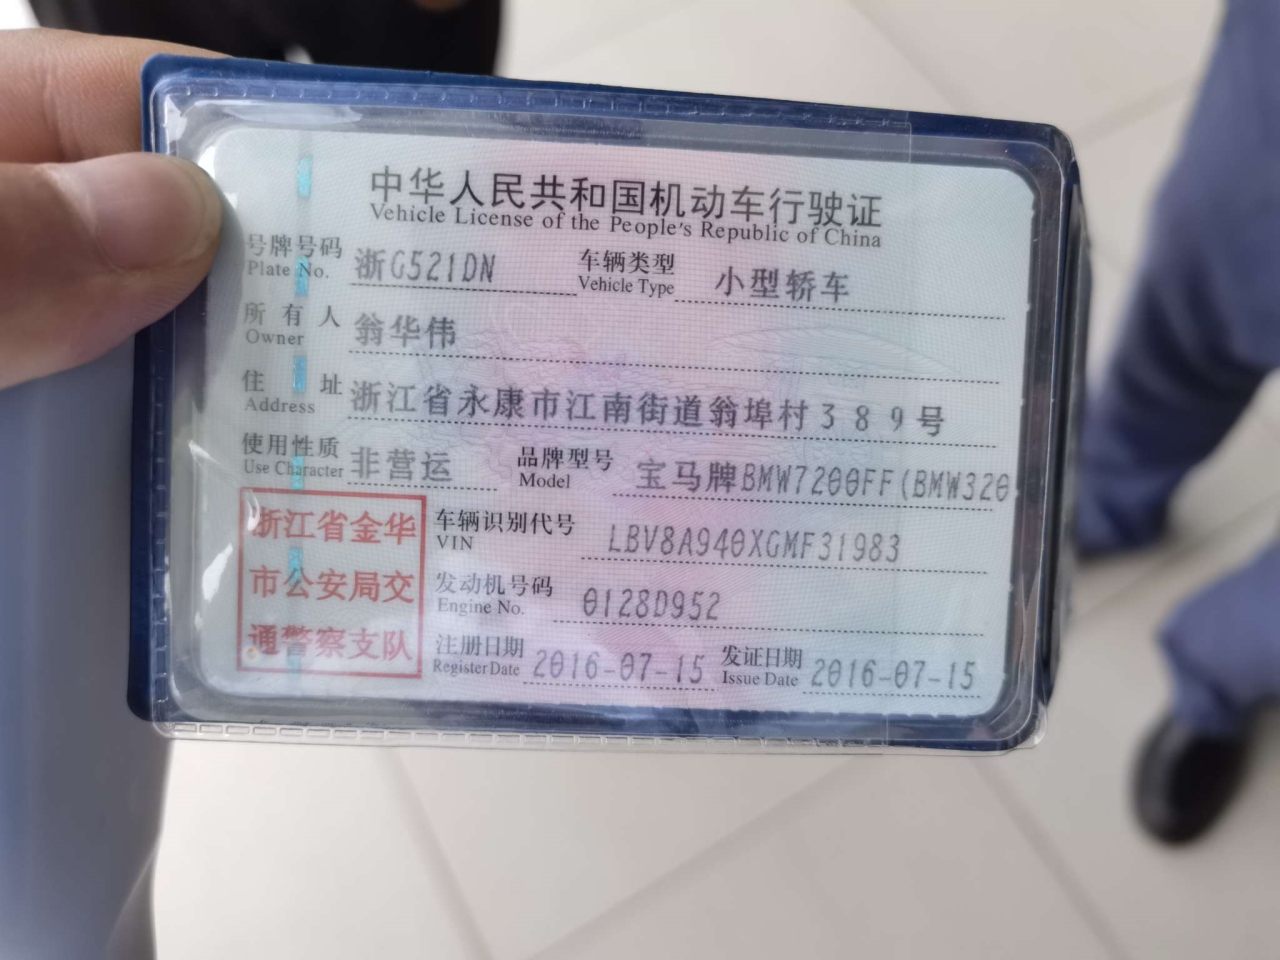 中华人民共和国机动车行驶证
Vehicle License of the People's Republic of China
号牌号码 浙G521DN 车辆类型 小型轿车
Plate No. Vehicle Type
所有人 翁华伟
Owner
住址 浙江省永康市江南街道翁埠村389号
Address
使用性质 非营运 品牌型号 宝马牌BMW7200FF(BMW320
Use Character Model
浙江省金华
市公安局交
通警察支队
车辆识别代号 LBV8A940XGMF31983
VIN
发动机号码 0128D952
Engine No.
注册日期 2016-07-15 发证日期 2016-07-15
Register Date Issue Date